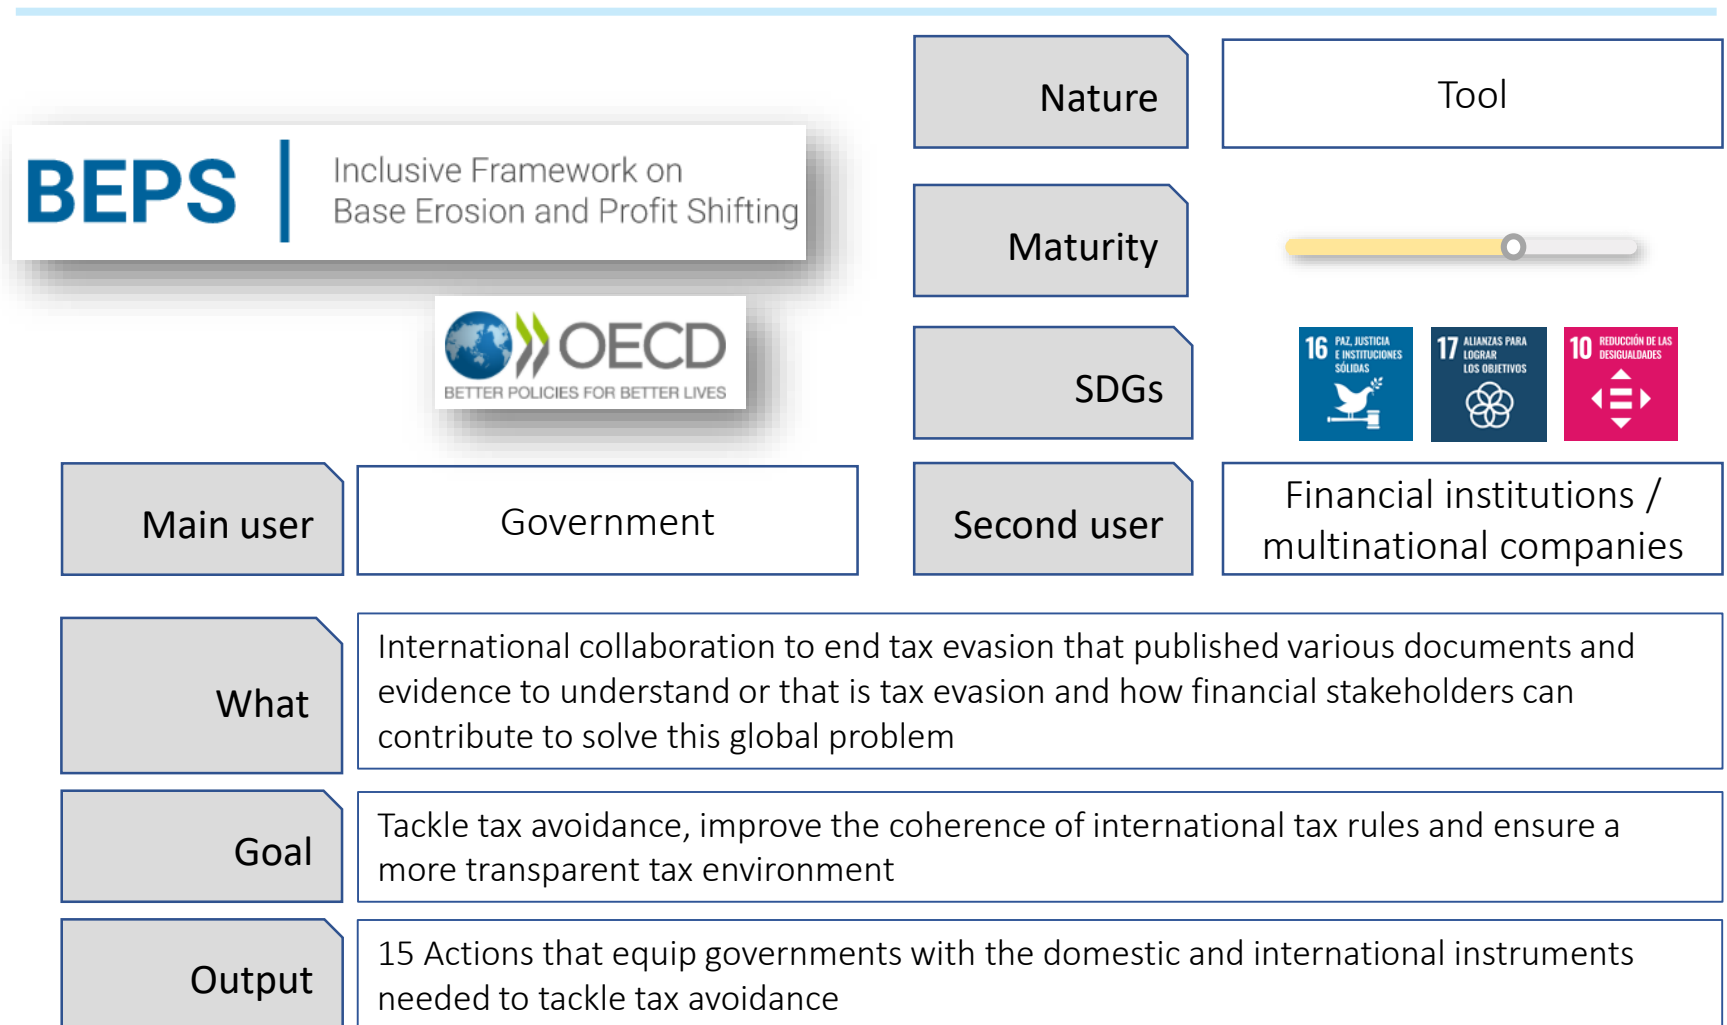 BEPS
Inclusive Framework on
Base Erosion and Profit Shifting
OECD
BETTER POLICIES FOR BETTER LIVES
Nature
Tool
Maturity
SDGs
16 PAZ, JUSTICIA
E INSTITUCIONES
SÓLIDAS
17 ALIANZAS PARA
LOGRAR
LOS OBJETIVOS
10 REDUCCIÓN DE LAS
DESIGUALDADES
Main user
Government
Second user
Financial institutions /
multinational companies
What
International collaboration to end tax evasion that published various documents and
evidence to understand or that is tax evasion and how financial stakeholders can
contribute to solve this global problem
Goal
Tackle tax avoidance, improve the coherence of international tax rules and ensure a
more transparent tax environment
Output
15 Actions that equip governments with the domestic and international instruments
needed to tackle tax avoidance